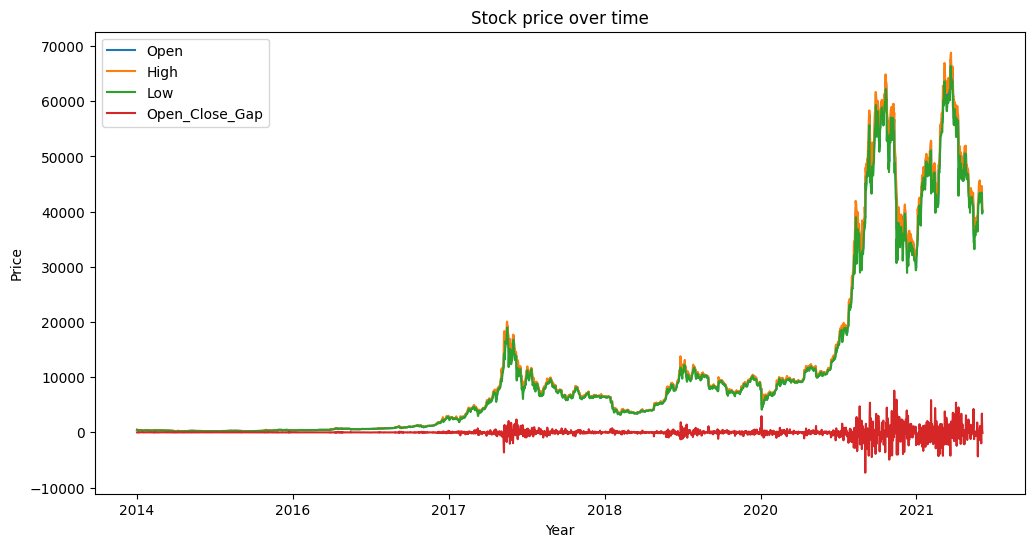 Stock price over time
Open
High
Low
Open_Close_Gap
70000
60000
50000
40000
30000
20000
10000
0
−10000
Price
2014
2016
2017
2018
2020
2021
Year